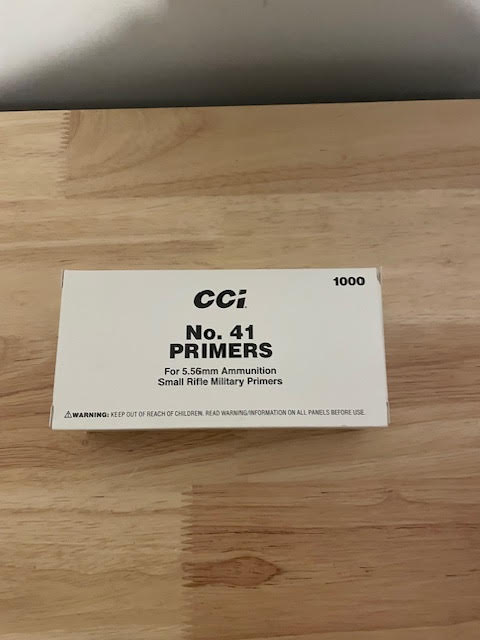 1000
CCI
No. 41
PRIMERS
For 5.56mm Ammunition
Small Rifle Military Primers
⚠WARNING: KEEP OUT OF REACH OF CHILDREN. READ WARNING/INFORMATION ON ALL PANELS BEFORE USE.